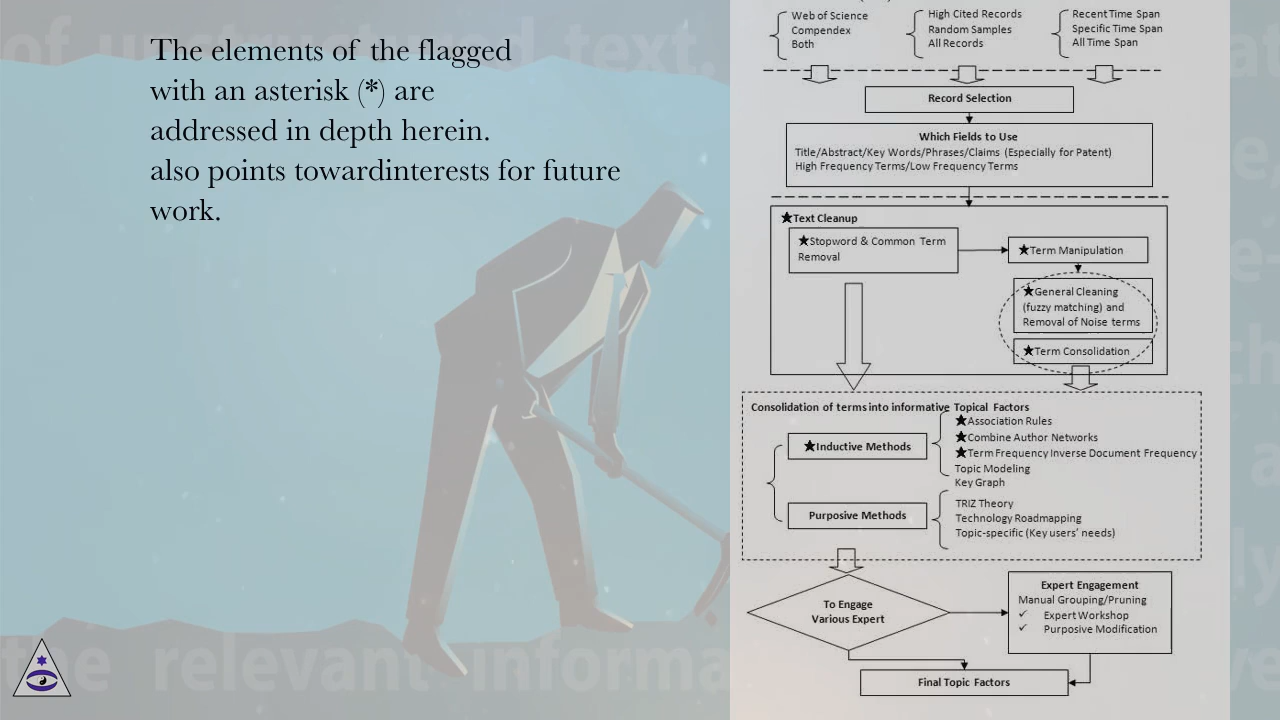 The elements of the flagged
with an asterisk (*) are
addressed in depth herein.
also points towardinterests for future
work.
Web of Science
Compendex
Both
High Cited Records
Random Samples
All Records
Recent Time Span
Specific Time Span
All Time Span
Record Selection
Which Fields to Use
Title/Abstract/Key Words/Phrases/Claims (Especially for Patent)
High Frequency Terms/Low Frequency Terms
★Text Cleanup
★Stopword & Common Term
Removal
★Term Manipulation
★General Cleaning
(fuzzy matching) and
Removal of Noise terms
★Term Consolidation
Consolidation of terms into informative Topical Factors
★Inductive Methods
★Association Rules
★Combine Author Networks
★Term Frequency Inverse Document Frequency
Topic Modeling
Key Graph
Purposive Methods
TRIZ Theory
Technology Roadmapping
Topic-specific (Key users' needs)
To Engage
Various Expert
Expert Engagement
Manual Grouping/Pruning
✓ Expert Workshop
✓ Purposive Modification
Final Topic Factors
the relevant informa